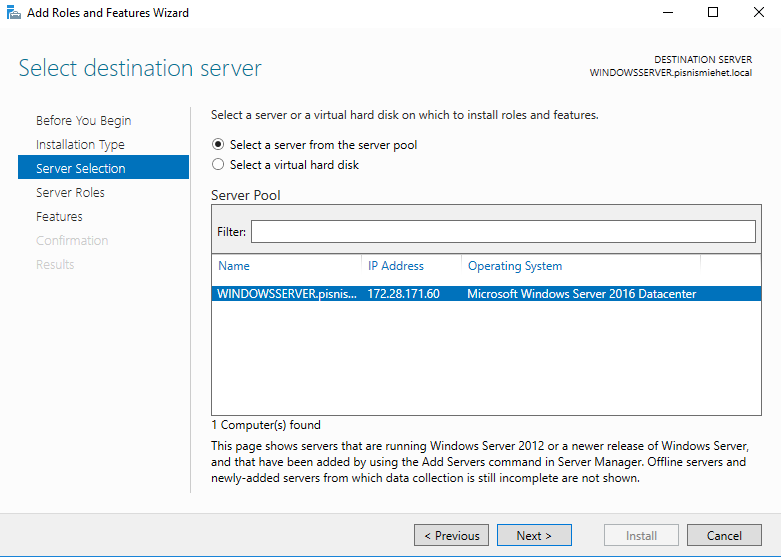 Add Roles and Features Wizard
Select destination server
DESTINATION SERVER
WINDOWSSERVER.pisnismiehet.local
Before You Begin
Installation Type
Server Selection
Server Roles
Features
Confirmation
Results
Select a server or a virtual hard disk on which to install roles and features.
Select a server from the server pool
Select a virtual hard disk
Server Pool
Filter:
Name IP Address Operating System
WINDOWSSERVER.pisnis... 172.28.171.60 Microsoft Windows Server 2016 Datacenter
1 Computer(s) found
This page shows servers that are running Windows Server 2012 or a newer release of Windows Server,
and that have been added by using the Add Servers command in Server Manager. Offline servers and
newly-added servers from which data collection is still incomplete are not shown.
< Previous Next > Install Cancel